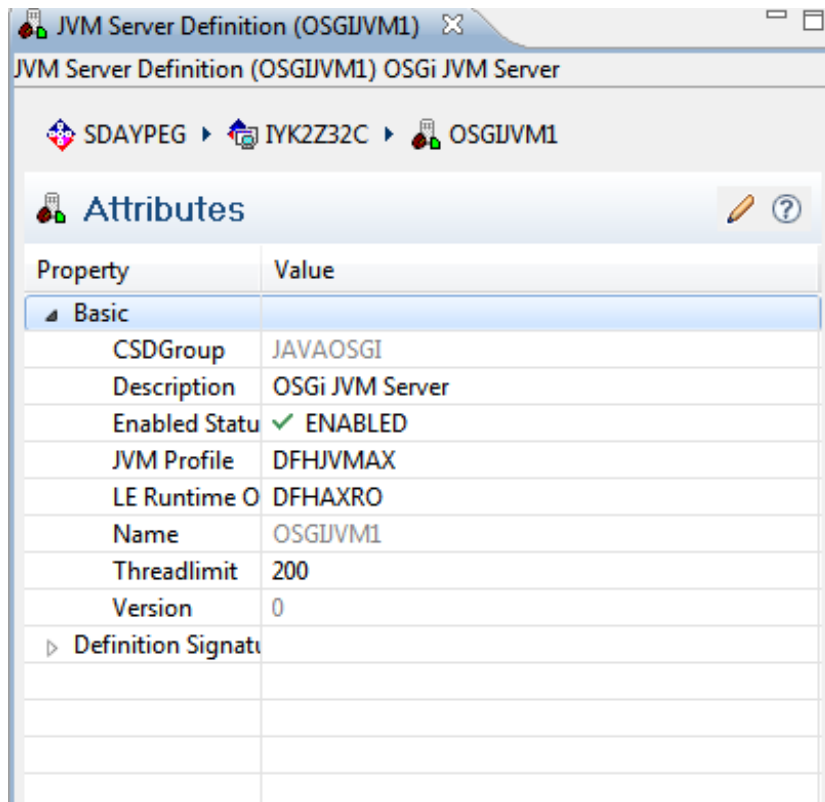 JVM Server Definition (OSGIJVM1)
JVM Server Definition (OSGIJVM1) OSGi JVM Server
SDAYPEG IYK2Z32C OSGIJVM1
Attributes
Property Value
Basic
CSDGroup JAVAOSGI
Description OSGi JVM Server
Enabled Statu ENABLED
JVM Profile DFHJVMAX
LE Runtime O DFHAXRO
Name OSGIJVM1
Threadlimit 200
Version 0
Definition Signatu